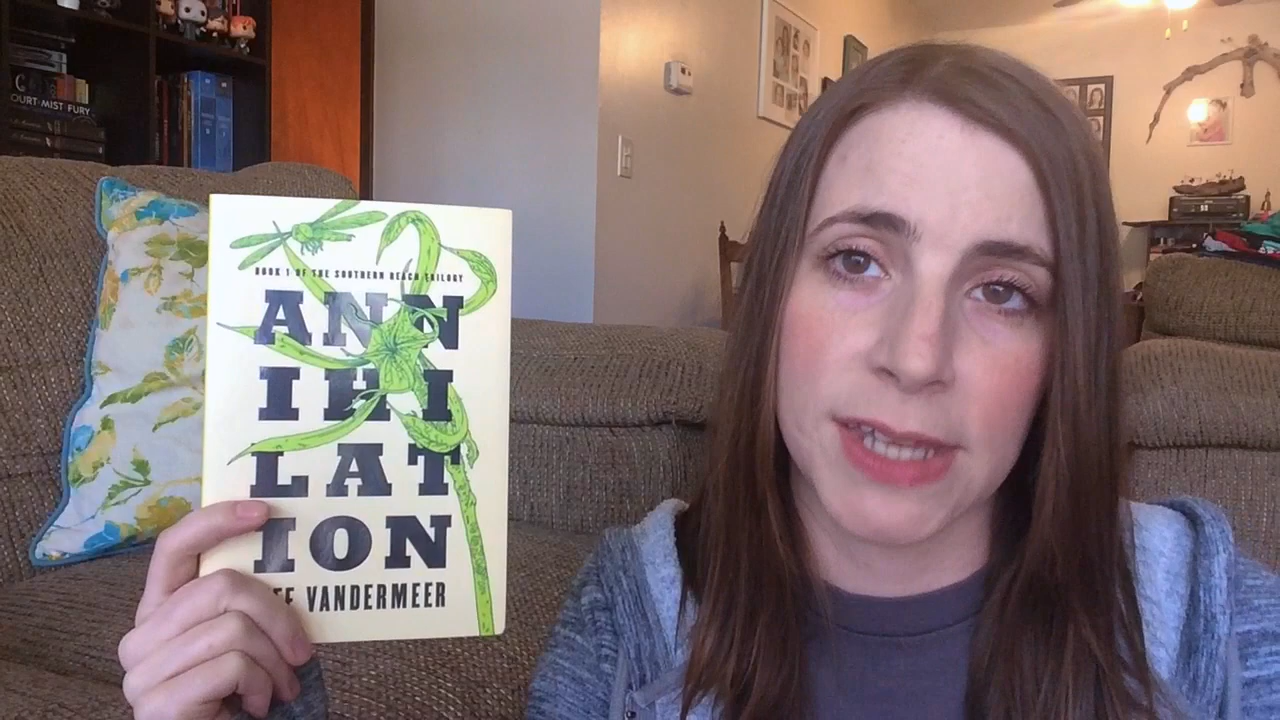 COURT MIST FURY
BOOK 1 OF THE SOUTHERN REACH TRILOGY
ANN
IHI
LAT
ION
VANDERMEER